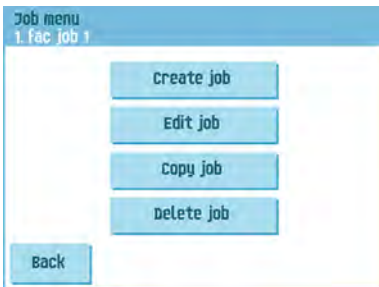 Job menu
1. fac job 1
Create job
Edit job
Copy job
Delete job
Back